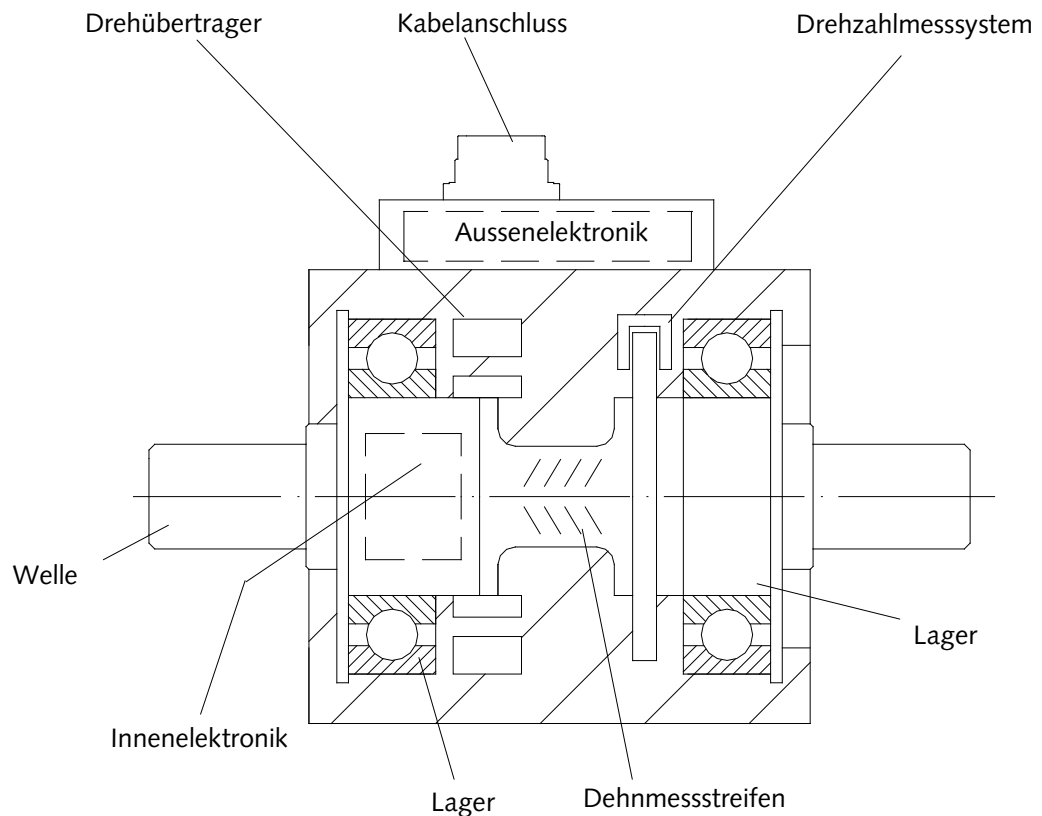 Drehübertrager
Kabelanschluss
Drehzahlmesssystem
Aussenelektronik
Welle
Lager
Innenelektronik
Lager
Dehnmessstreifen